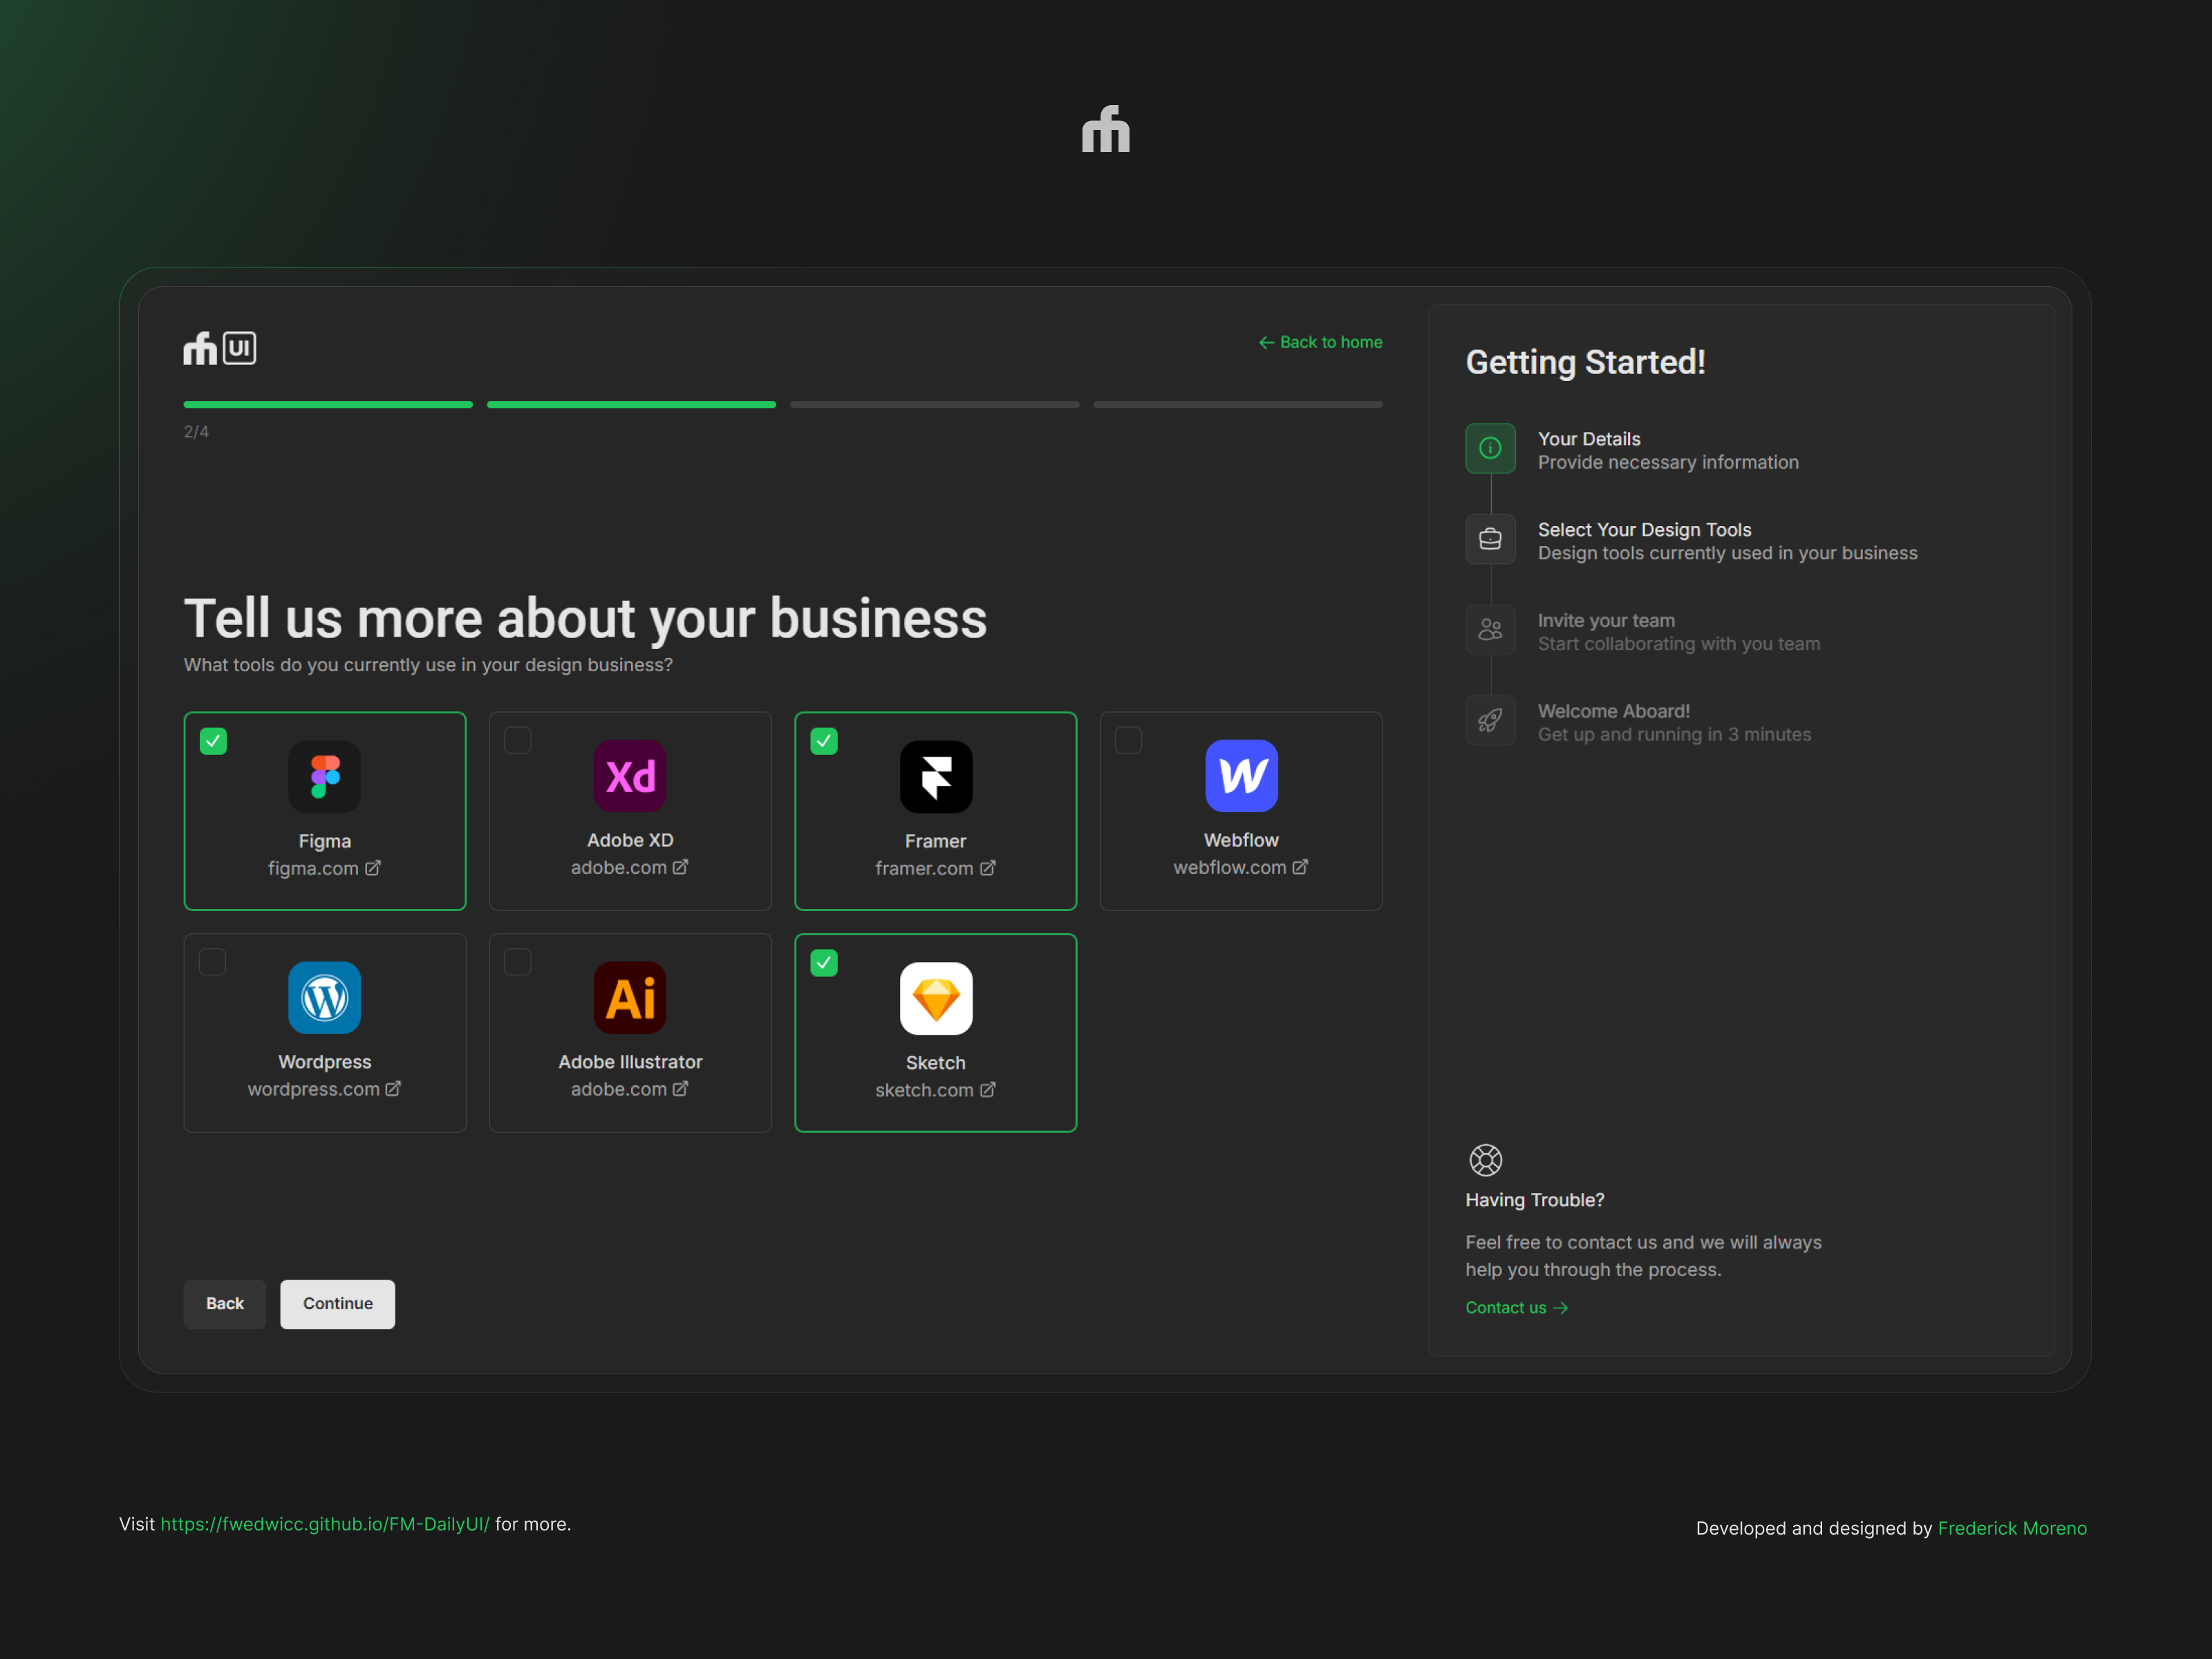 UI
← Back to home
2/4
Tell us more about your business
What tools do you currently use in your design business?
Figma
figma.com
Xd
Adobe XD
adobe.com
Framer
framer.com
Webflow
webflow.com
Wordpress
wordpress.com
Ai
Adobe Illustrator
adobe.com
Sketch
sketch.com
Back
Continue
Getting Started!
Your Details
Provide necessary information
Select Your Design Tools
Design tools currently used in your business
Invite your team
Start collaborating with you team
Welcome Aboard!
Get up and running in 3 minutes
Having Trouble?
Feel free to contact us and we will always
help you through the process.
Contact us →
Visit https://fwedwicc.github.io/FM-DailyUI/ for more.
Developed and designed by Frederick Moreno